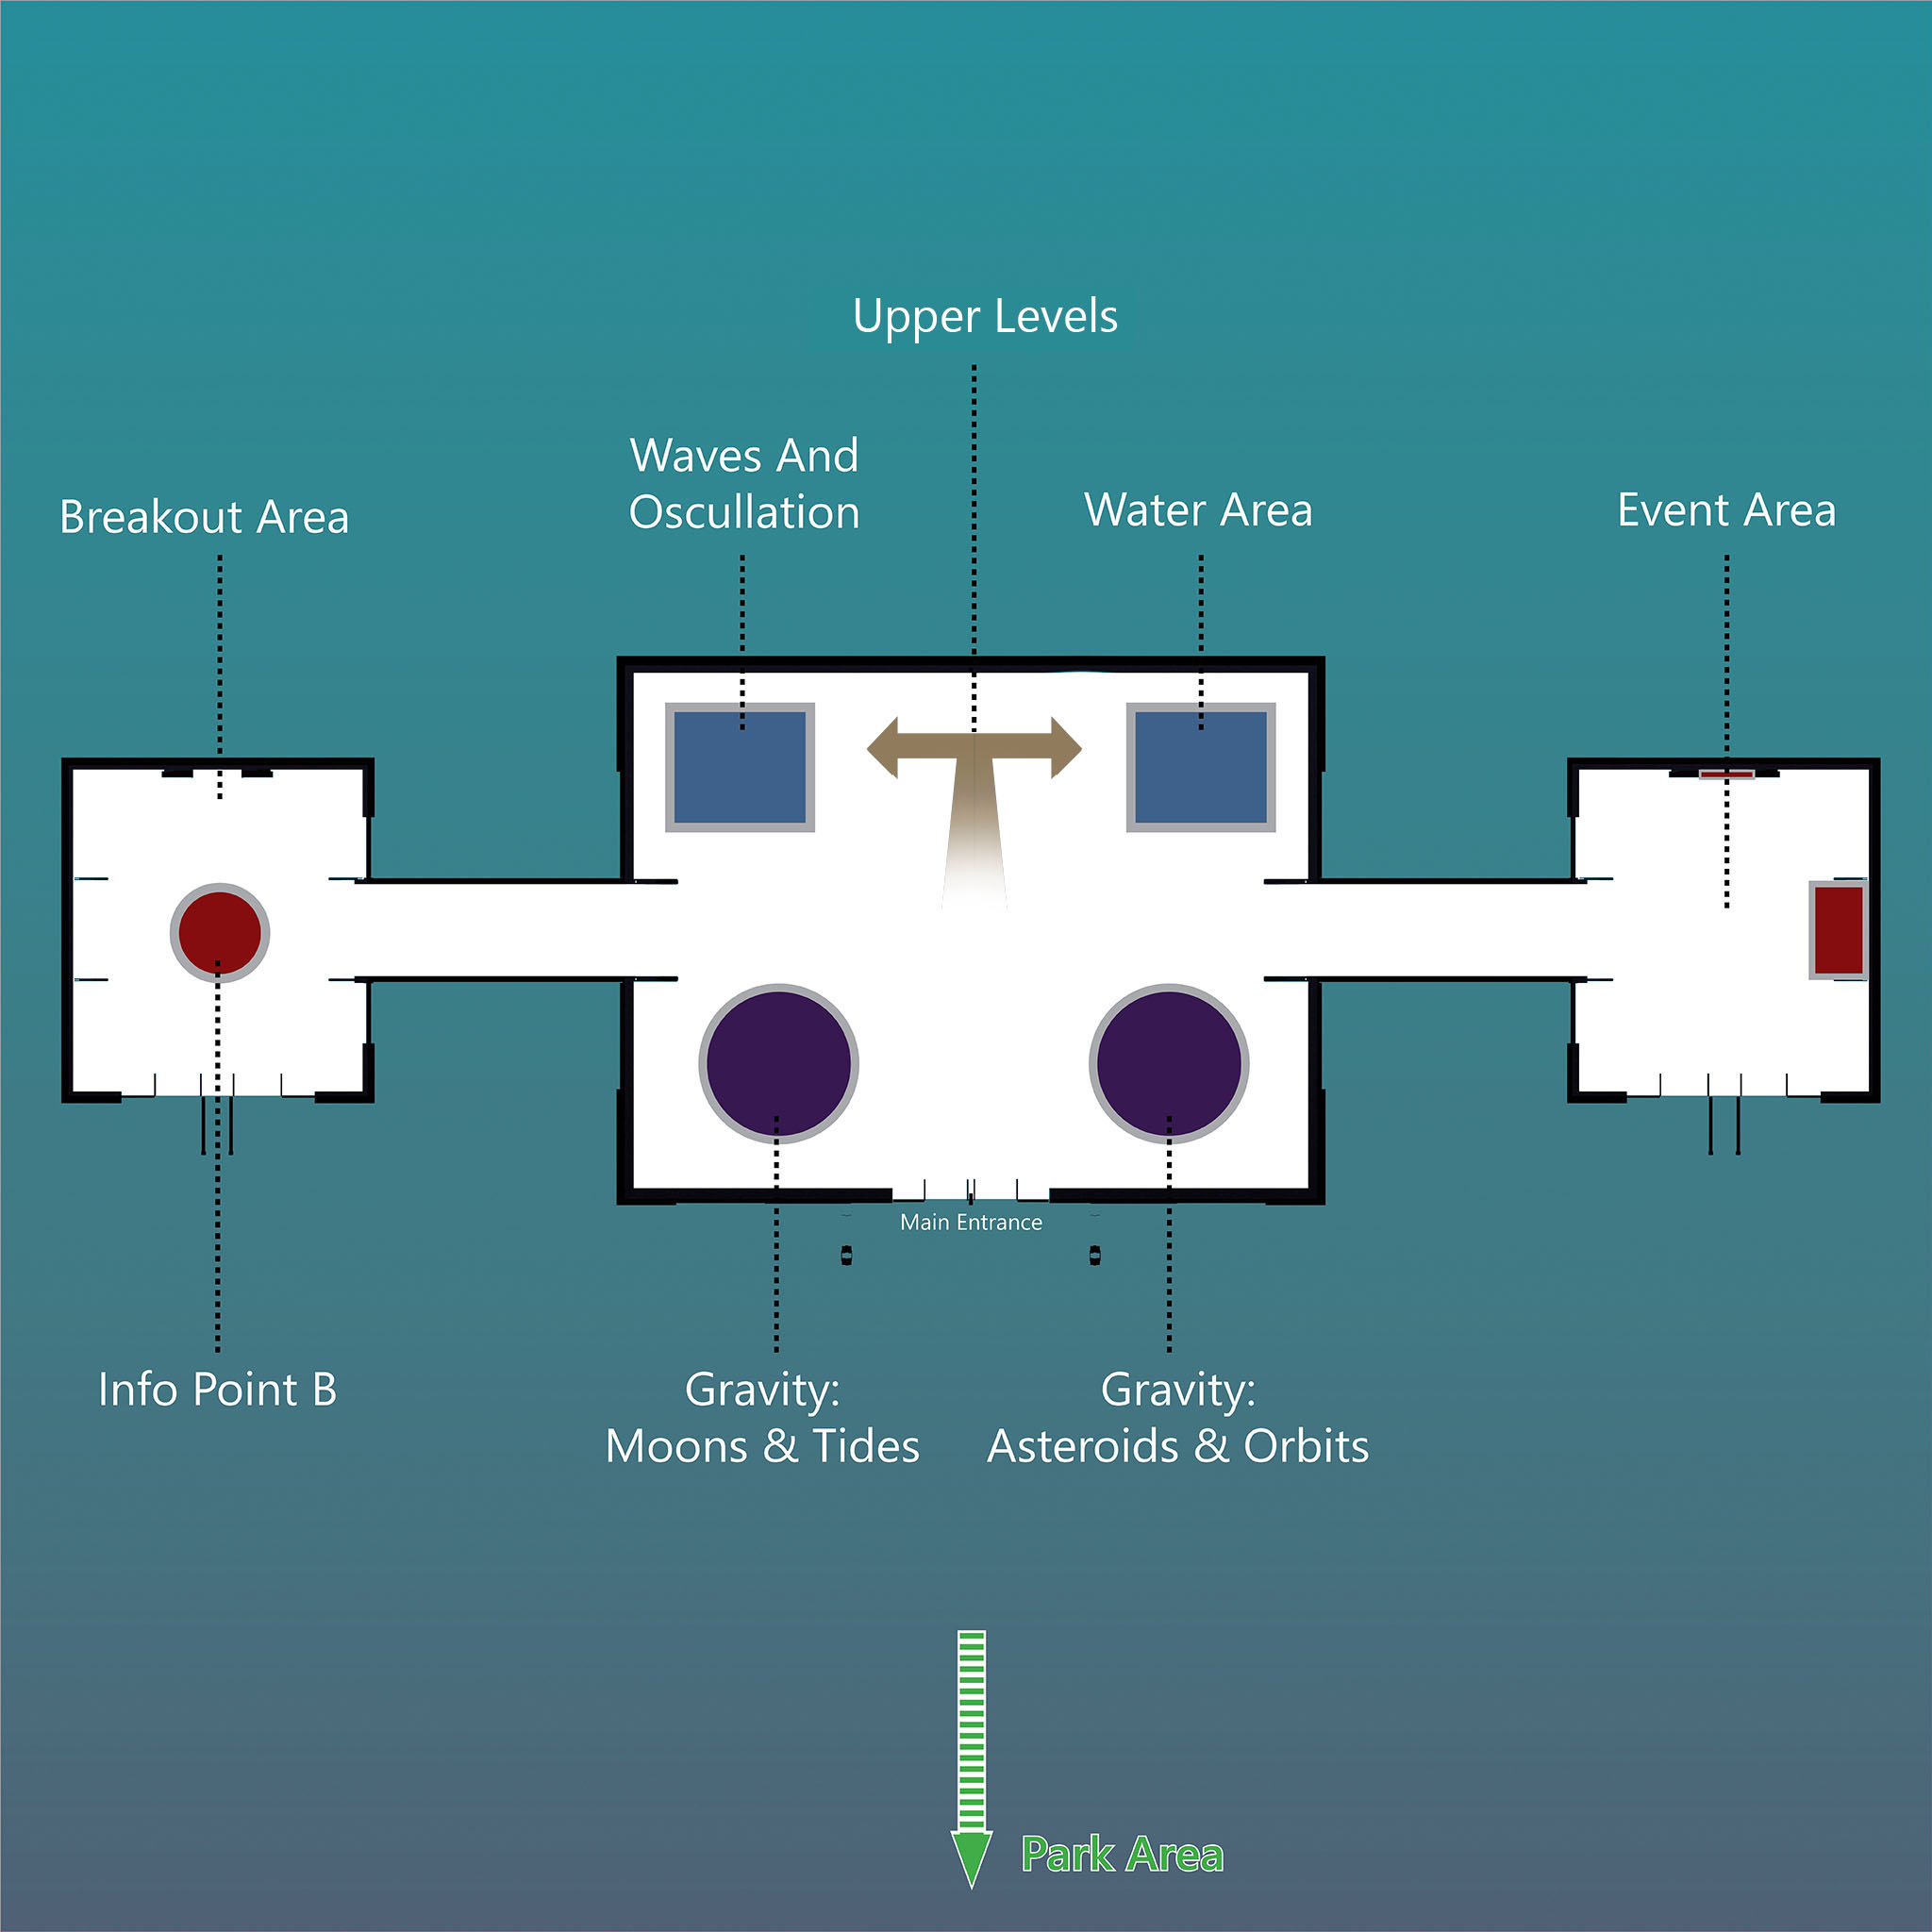 Upper Levels
Waves And
Oscullation
Breakout Area
Water Area
Event Area
Main Entrance
Info Point B
Gravity:
Moons & Tides
Gravity:
Asteroids & Orbits
Park Area